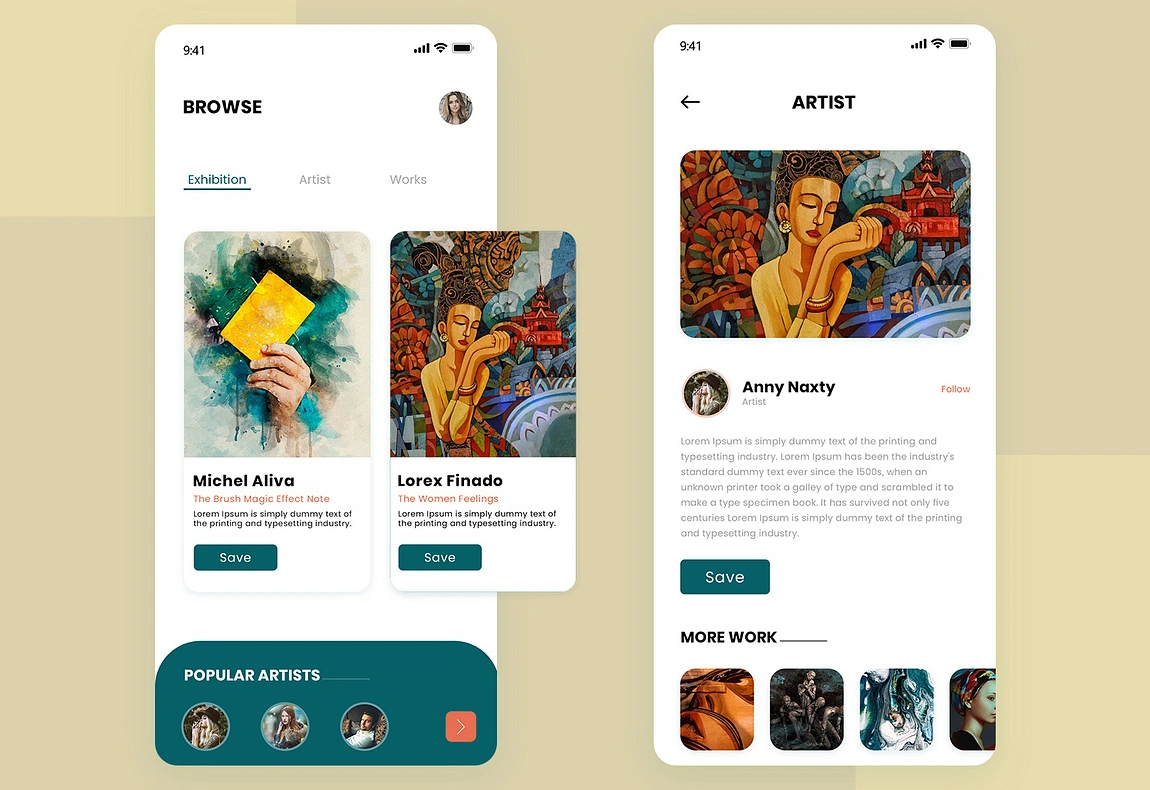 9:41
BROWSE
Exhibition Artist Works
Michel Aliva
The Brush Magic Effect Note
Lorem Ipsum is simply dummy text of
the printing and typesetting industry.
Save
Lorex Finado
The Women Feelings
Lorem Ipsum is simply dummy text of
the printing and typesetting industry.
Save
POPULAR ARTISTS
9:41
ARTIST
Anny Naxty
Artist
Follow
Lorem Ipsum is simply dummy text of the printing and
typesetting industry. Lorem Ipsum has been the industry's
standard dummy text ever since the 1500s, when an
unknown printer took a galley of type and scrambled it to
make a type specimen book. It has survived not only five
centuries Lorem Ipsum is simply dummy text of the printing
and typesetting industry.
Save
MORE WORK